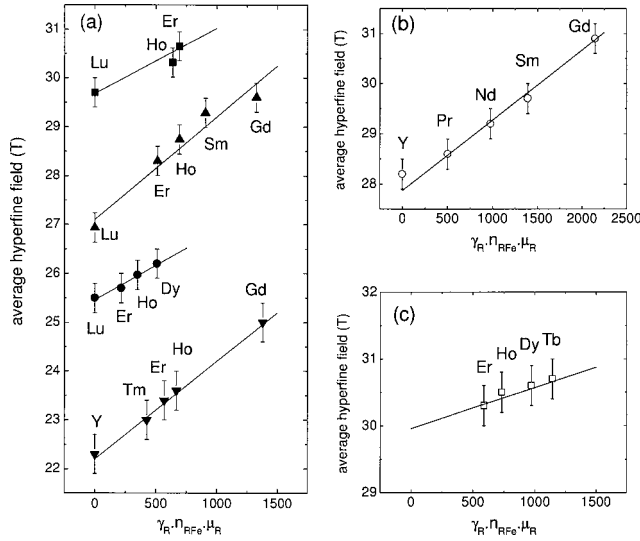 (a)
Er
Ho
Lu
Sm
Gd
Ho
Er
Lu
Dy
Ho
Er
Lu
Gd
Ho
Er
Tm
Y
31
30
29
28
27
26
25
24
23
22
0 500 1000 1500
average hyperfine field (T)
γR.nRFe.μR
(b)
Gd
Sm
Nd
Pr
Y
31
30
29
28
0 500 1000 1500 2000 2500
average hyperfine field (T)
γR.nRFe.μR
(c)
Er Ho Dy Tb
32
31
30
29
0 500 1000 1500
average hyperfine field (T)
γR.nRFe.μR